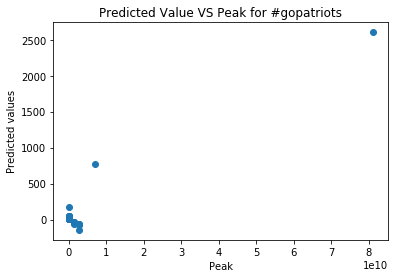 Predicted Value VS Peak for #gopatriots
Predicted values
2500
2000
1500
1000
500
0
0 1 2 3 4 5 6 7 8
1e10
Peak